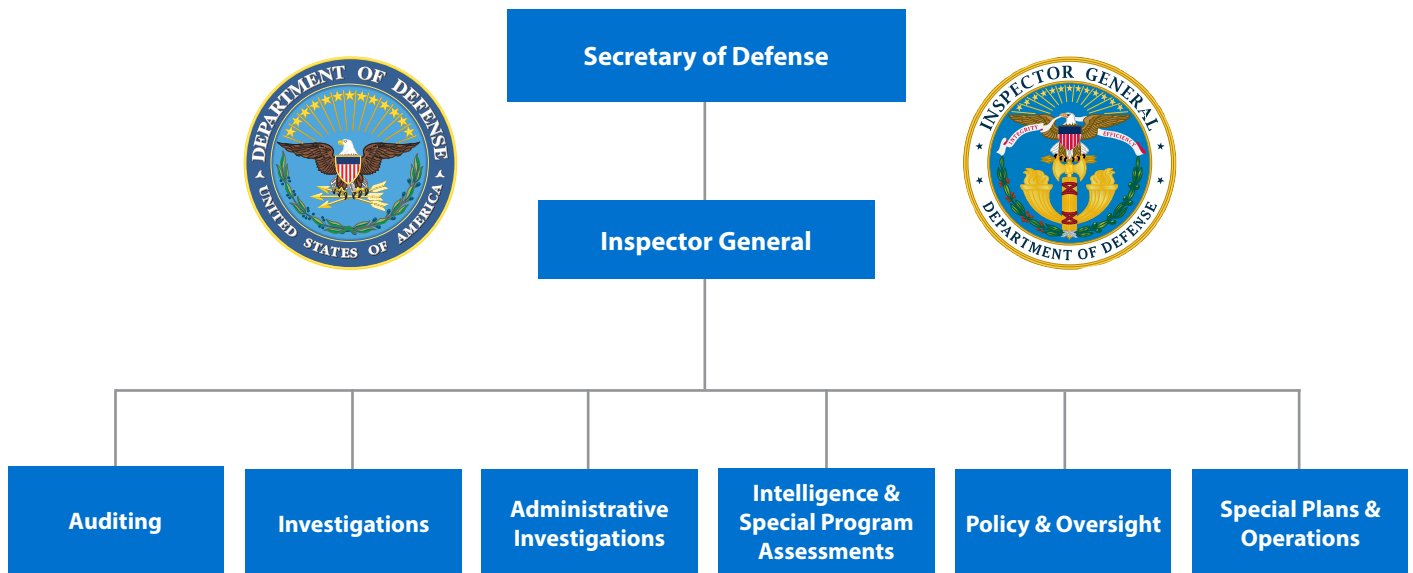 Secretary of Defense
DEPARTMENT OF DEFENSE
UNITED STATES OF AMERICA
INSPECTOR GENERAL
INTEGRITY
EFFICIENCY
DEPARTMENT OF DEFENSE
Inspector General
Auditing
Investigations
Administrative
Investigations
Intelligence &
Special Program
Assessments
Policy & Oversight
Special Plans &
Operations